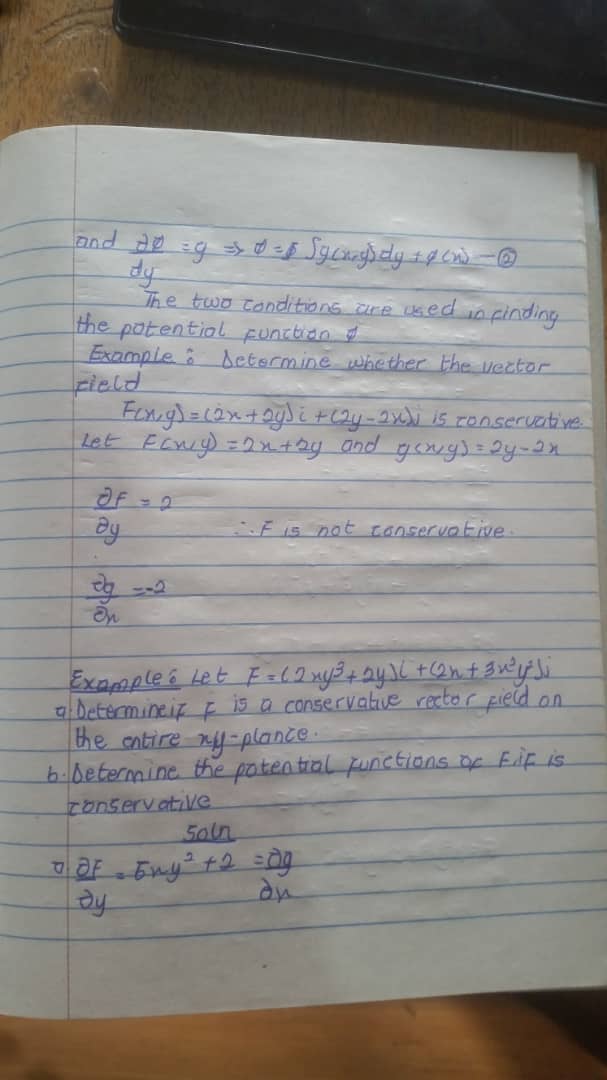 and ∂φ/∂y = g ⇒ φ = ∫g(x,y)dy + φ(x) — ②
The two conditions are used in finding
the potential function φ
Example: Determine whether the vector
field
F(x,y) = (2x+2y)i + (2y-2x)j is conservative.
Let F(x,y) = 2x+2y and g(x,y) = 2y-2x
∂F/∂y = 2
∴ F is not conservative.
∂g/∂x = -2
Example: Let F = (2xy³+2y)i + (2x+3x²y²)j
a. Determine if F is a conservative vector field on
the entire xy-plance.
b. Determine the potential functions of F. iF is
conservative
Soln
a. ∂F/∂y = 6xy² + 2 = ∂g/∂x